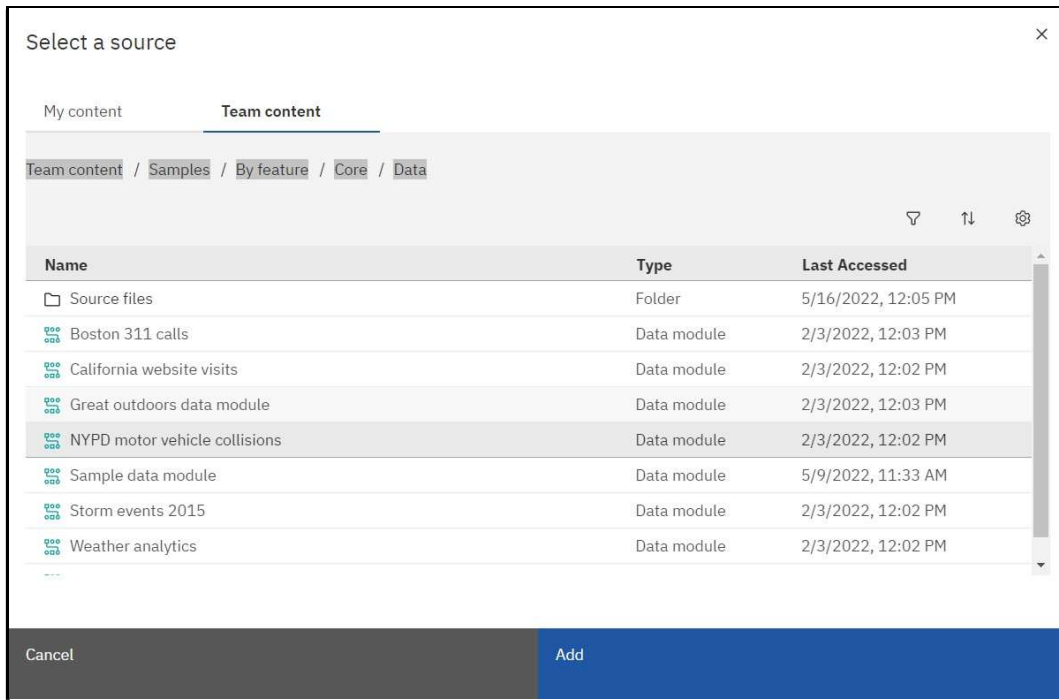 Select a source
My content Team content
Team content / Samples / By feature / Core / Data
Name Type Last Accessed
Source files Folder 5/16/2022, 12:05 PM
Boston 311 calls Data module 2/3/2022, 12:03 PM
California website visits Data module 2/3/2022, 12:02 PM
Great outdoors data module Data module 2/3/2022, 12:03 PM
NYPD motor vehicle collisions Data module 2/3/2022, 12:02 PM
Sample data module Data module 5/9/2022, 11:33 AM
Storm events 2015 Data module 2/3/2022, 12:02 PM
Weather analytics Data module 2/3/2022, 12:02 PM
Cancel Add